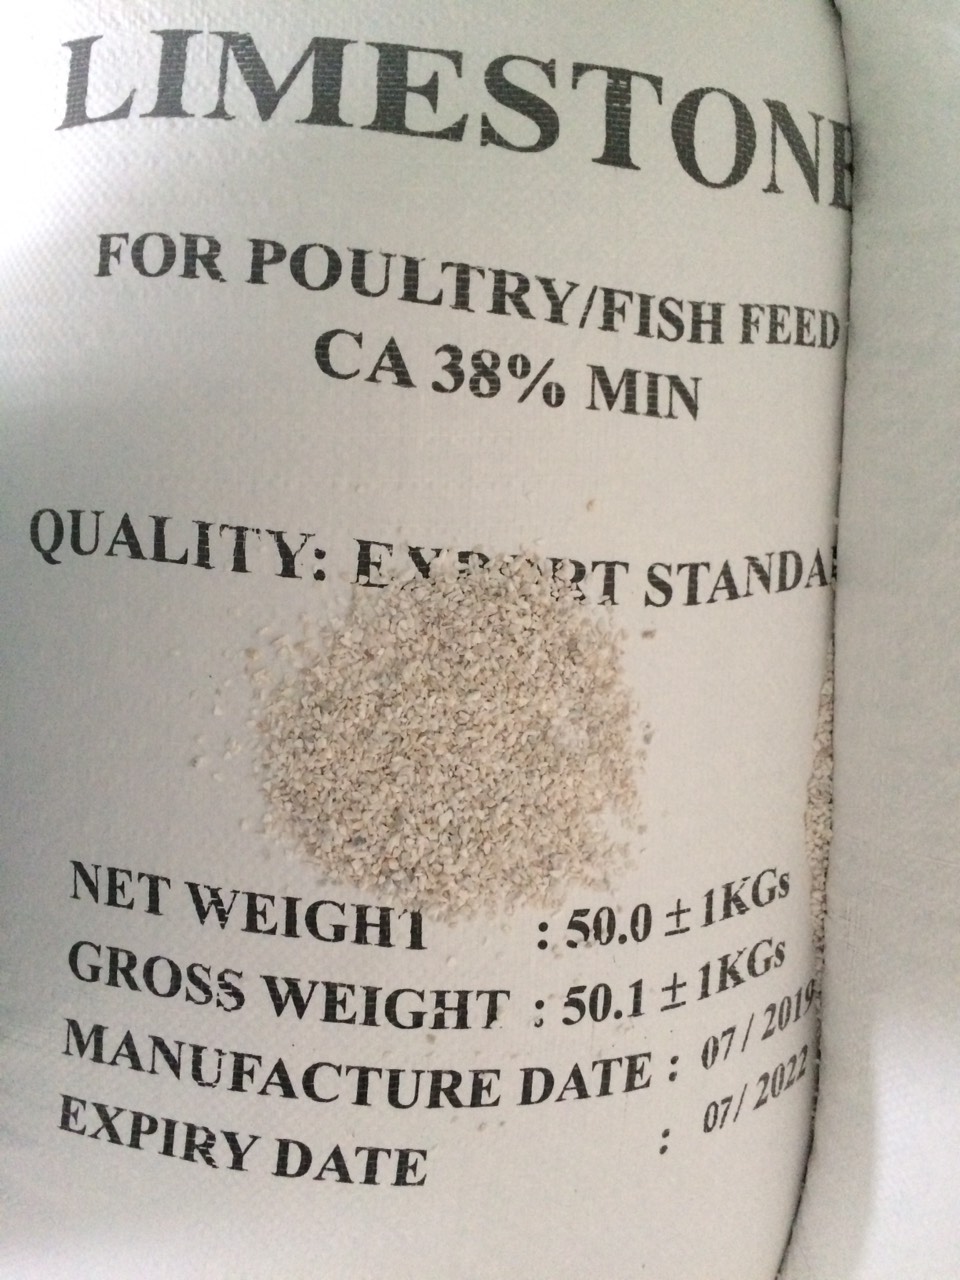 LIMESTONE
FOR POULTRY/FISH FEED
CA 38% MIN
QUALITY: EXPORT STANDA
NET WEIGHT : 50.0 ± 1KGs
GROSS WEIGHT : 50.1 ± 1KGs
MANUFACTURE DATE : 07 / 2019
EXPIRY DATE : 07/ 2022